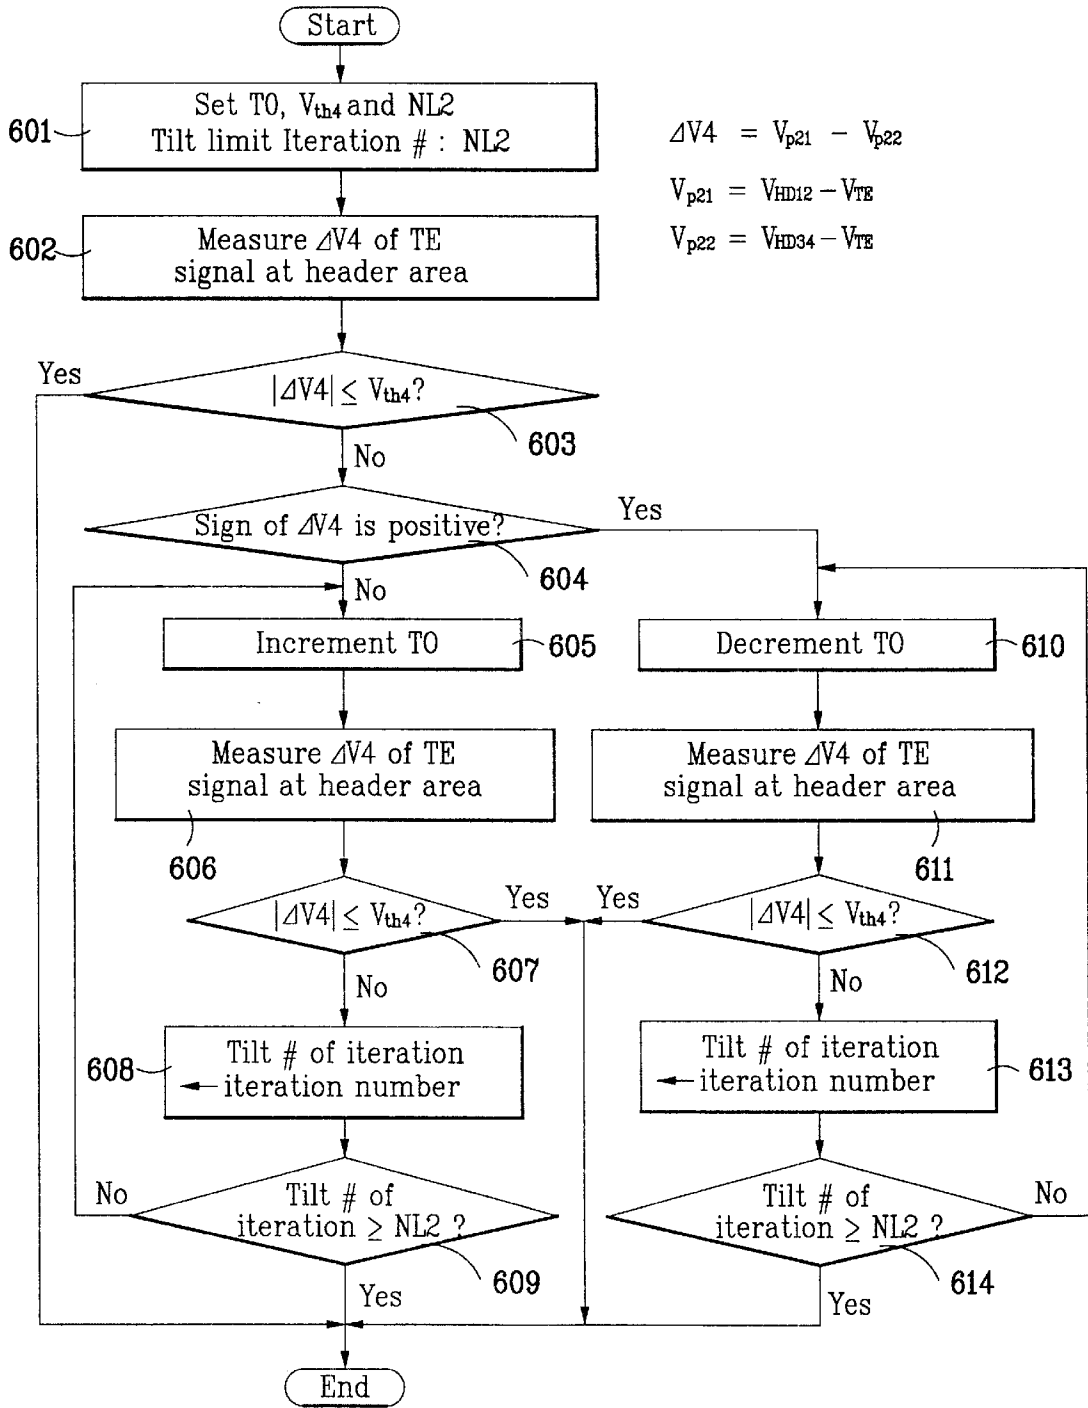 Start
Set T0, Vth4 and NL2
Tilt limit Iteration # : NL2
601
ΔV4 = Vp21 - Vp22
Vp21 = VHD12 - VTE
Vp22 = VHD34 - VTE
Measure ΔV4 of TE
signal at header area
602
Yes
|ΔV4| ≤ Vth4?
603
No
Sign of ΔV4 is positive?
Yes
604
No
Increment T0
605
Decrement T0
610
Measure ΔV4 of TE
signal at header area
606
Measure ΔV4 of TE
signal at header area
611
|ΔV4| ≤ Vth4?
Yes
607
No
Yes
|ΔV4| ≤ Vth4?
612
No
608
Tilt # of iteration
← iteration number
Tilt # of iteration
← iteration number
613
No
Tilt # of
iteration ≥ NL2 ?
609
Yes
Tilt # of
iteration ≥ NL2 ?
No
614
Yes
End